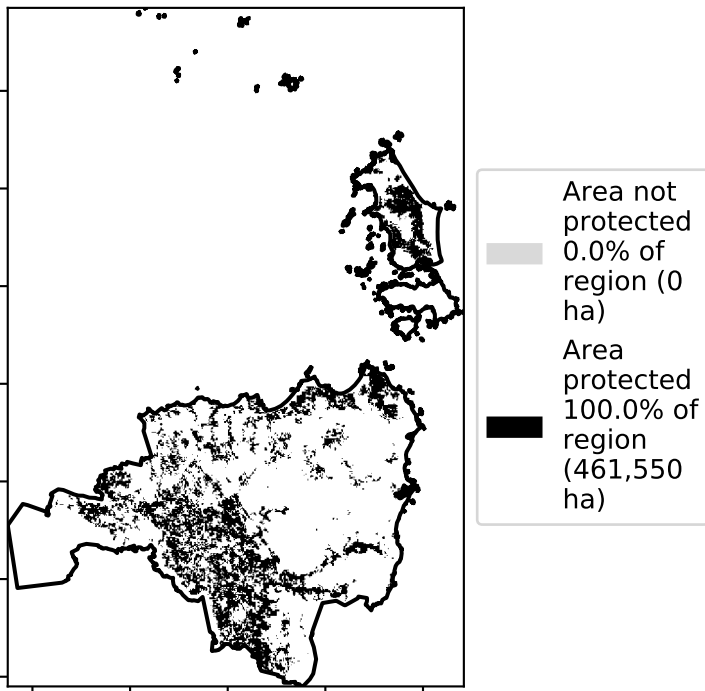 Area not
protected
0.0% of
region (0
ha)
Area
protected
100.0% of
region
(461,550
ha)